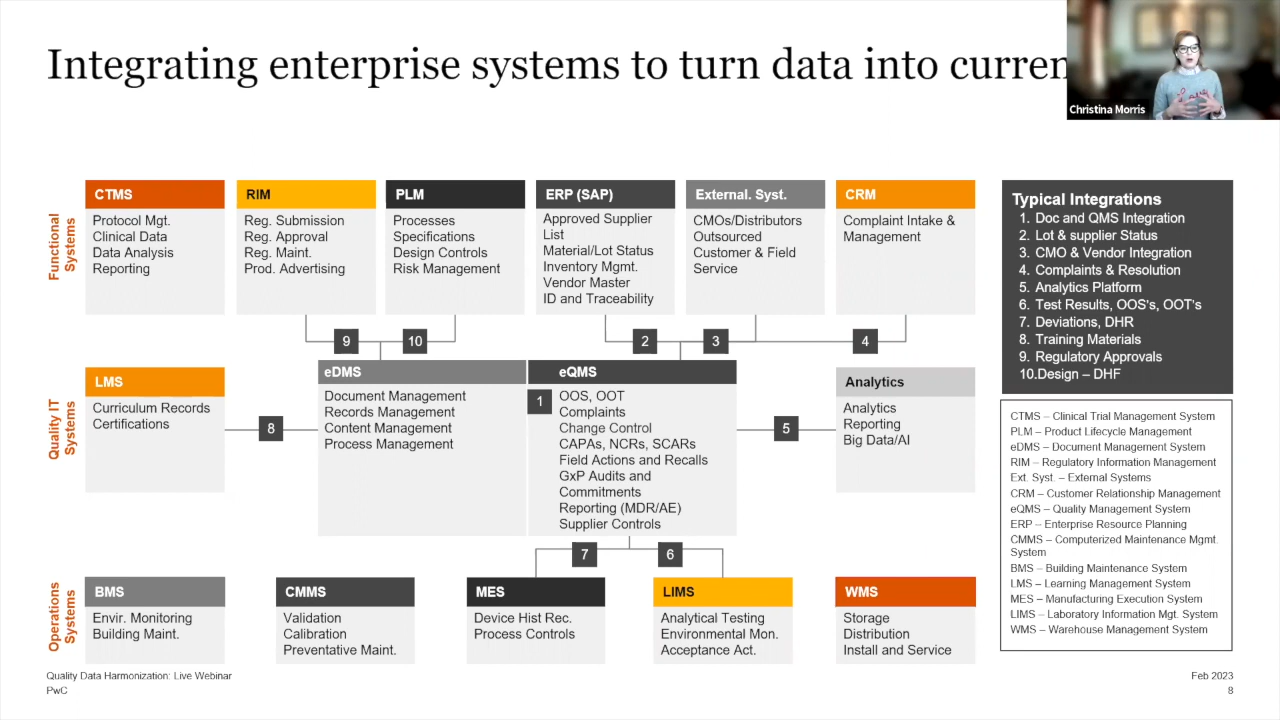 Integrating enterprise systems to turn data into curren
Christina Morris
Functional
Systems
CTMS
Protocol Mgt.
Clinical Data
Data Analysis
Reporting
RIM
Reg. Submission
Reg. Approval
Reg. Maint.
Prod. Advertising
PLM
Processes
Specifications
Design Controls
Risk Management
ERP (SAP)
Approved Supplier
List
Material/Lot Status
Inventory Mgmt.
Vendor Master
ID and Traceability
External. Syst.
CMOs/Distributors
Outsourced
Customer & Field
Service
CRM
Complaint Intake &
Management
9
10
2
3
4
Quality IT
Systems
LMS
Curriculum Records
Certifications
8
eDMS
Document Management
Records Management
Content Management
Process Management
1
eQMS
OOS, OOT
Complaints
Change Control
CAPAs, NCRs, SCARs
Field Actions and Recalls
GxP Audits and
Commitments
Reporting (MDR/AE)
Supplier Controls
5
Analytics
Analytics
Reporting
Big Data/AI
7
6
Operations
Systems
BMS
Envir. Monitoring
Building Maint.
CMMS
Validation
Calibration
Preventative Maint.
MES
Device Hist Rec.
Process Controls
LIMS
Analytical Testing
Environmental Mon.
Acceptance Act.
WMS
Storage
Distribution
Install and Service
Typical Integrations
1. Doc and QMS Integration
2. Lot & supplier Status
3. CMO & Vendor Integration
4. Complaints & Resolution
5. Analytics Platform
6. Test Results, OOS's, OOT's
7. Deviations, DHR
8. Training Materials
9. Regulatory Approvals
10.Design – DHF
CTMS – Clinical Trial Management System
PLM – Product Lifecycle Management
eDMS – Document Management System
RIM – Regulatory Information Management
Ext. Syst. – External Systems
CRM – Customer Relationship Management
eQMS – Quality Management System
ERP – Enterprise Resource Planning
CMMS – Computerized Maintenance Mgmt.
System
BMS – Building Maintenance System
LMS – Learning Management System
MES – Manufacturing Execution System
LIMS – Laboratory Information Mgt. System
WMS – Warehouse Management System
Quality Data Harmonization: Live Webinar
PwC
Feb 2023
8